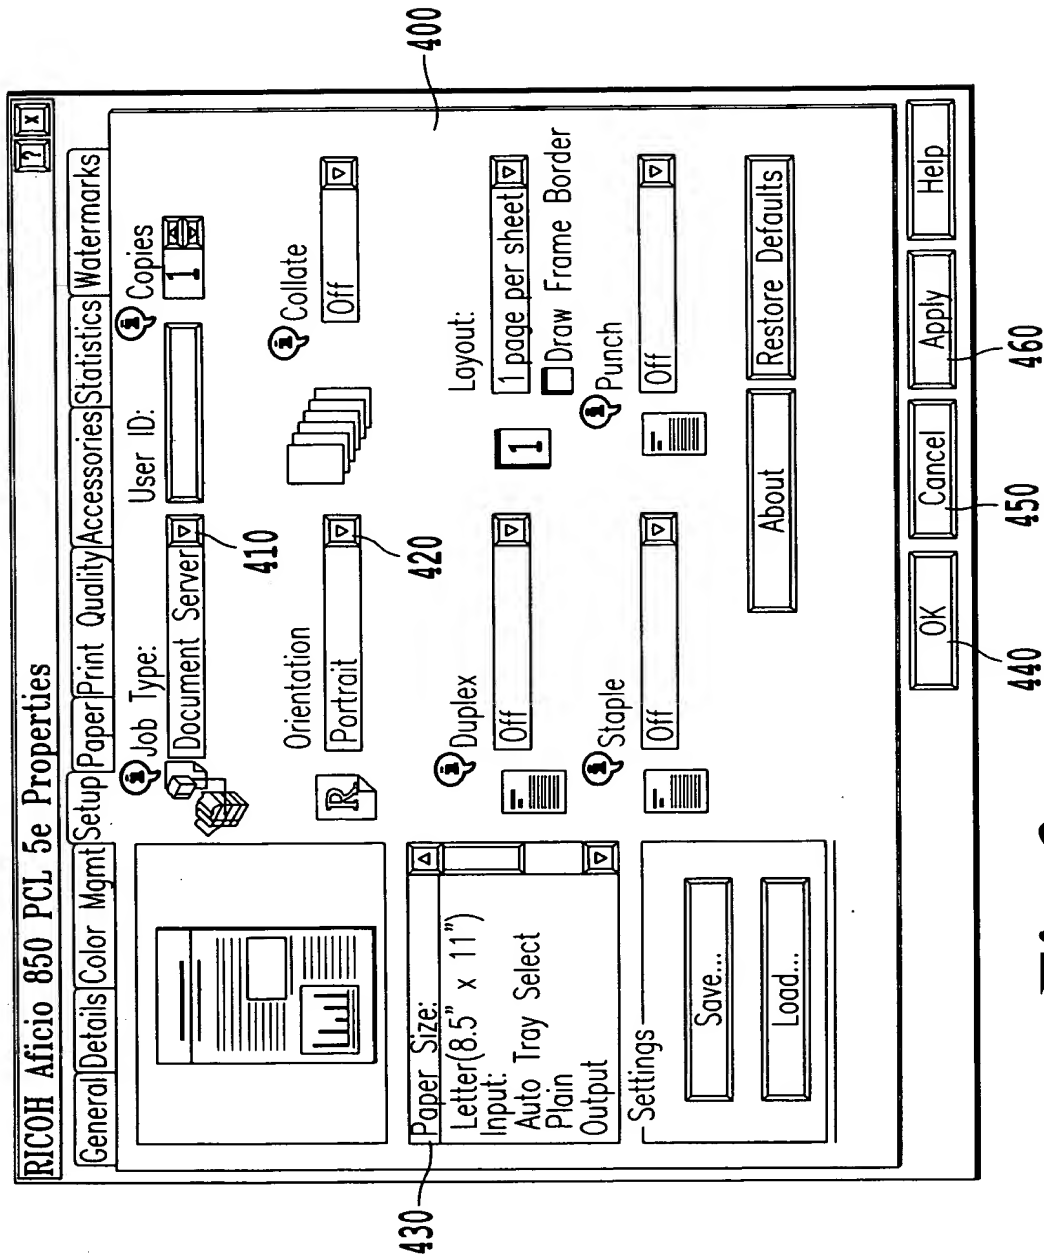 RICOH Aficio 850 PCL 5e Properties
? X
General Details Color Mgmt Setup Paper Print Quality Accessories Statistics Watermarks
Job Type:
Document Server
User ID:
Copies
1
410
Orientation
Portrait
R
420
Collate
Off
400
Paper Size:
Letter(8.5" x 11")
Input:
Auto Tray Select
Plain
Output
430
Duplex
Off
Layout:
1
1 page per sheet
Draw Frame Border
Staple
Off
Punch
Off
Settings
Save...
Load...
About
Restore Defaults
OK
Cancel
Apply
Help
440
450
460